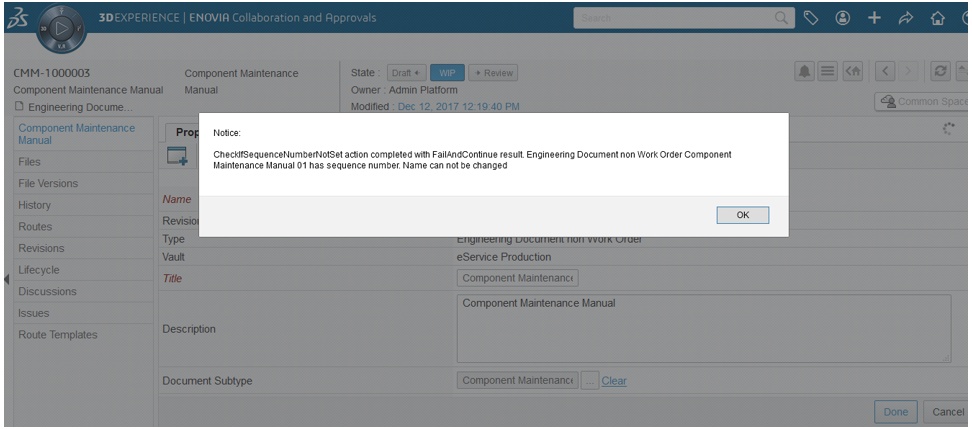 3DEXPERIENCE | ENOVIA Collaboration and Approvals
Search
3D
V.R
CMM-1000003
Component Maintenance Manual
Engineering Docume...
Component Maintenance
Manual
State : Draft WIP Review
Owner : Admin Platform
Modified : Dec 12, 2017 12:19:40 PM
Common Space
Component Maintenance
Manual
Files
File Versions
History
Routes
Revisions
Lifecycle
Discussions
Issues
Route Templates
Notice:
CheckIfSequenceNumberNotSet action completed with FailAndContinue result. Engineering Document non Work Order Component
Maintenance Manual 01 has sequence number. Name can not be changed
OK
Name
Type Engineering Document non Work Order
Vault eService Production
Title Component Maintenance
Description Component Maintenance Manual
Document Subtype Component Maintenance ... Clear
Done Cancel